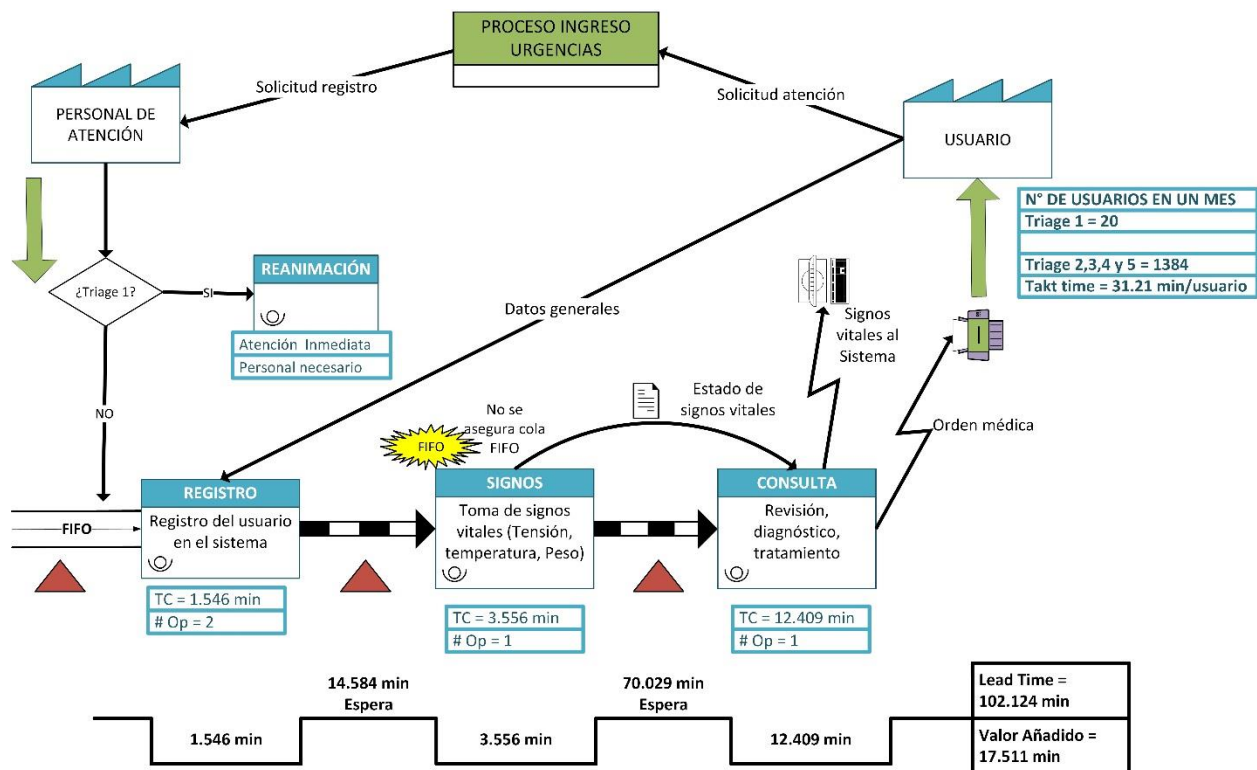 PROCESO INGRESO
URGENCIAS
Solicitud registro
Solicitud atención
PERSONAL DE
ATENCIÓN
USUARIO
N° DE USUARIOS EN UN MES
Triage 1 = 20
Triage 2,3,4 y 5 = 1384
Takt time = 31.21 min/usuario
¿Triage 1?
SI
REANIMACIÓN
Atención Inmediata
Personal necesario
Datos generales
Signos
vitales al
Sistema
NO
No se
asegura cola
FIFO
FIFO
Estado de
signos vitales
Orden médica
FIFO
REGISTRO
Registro del usuario
en el sistema
TC = 1.546 min
# Op = 2
SIGNOS
Toma de signos
vitales (Tensión,
temperatura, Peso)
TC = 3.556 min
# Op = 1
CONSULTA
Revisión,
diagnóstico,
tratamiento
TC = 12.409 min
# Op = 1
14.584 min
Espera
70.029 min
Espera
1.546 min
3.556 min
12.409 min
Lead Time =
102.124 min
Valor Añadido =
17.511 min